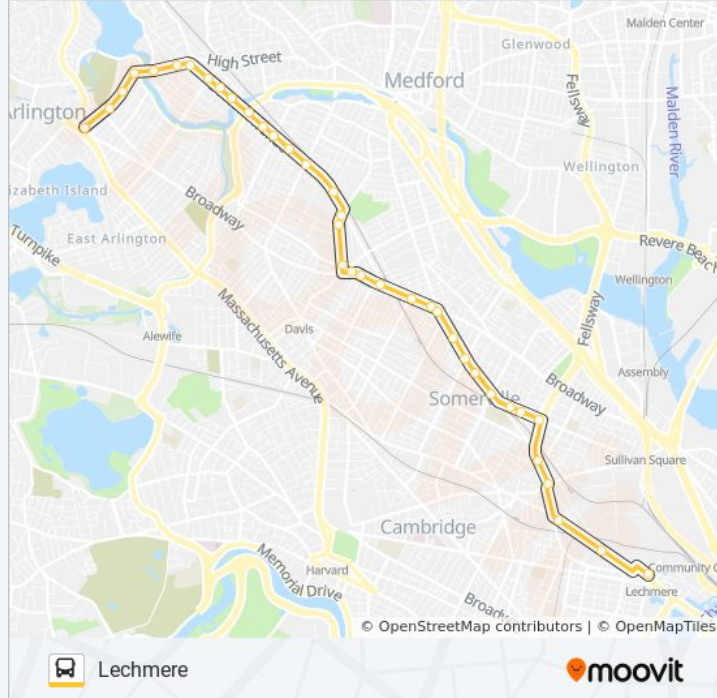 Malden Center
Glenwood
High Street
Medford
Fellsway
Malden River
Arlington
Wellington
Elizabeth Island
Broadway
East Arlington
Turnpike
Revere Beach
Wellington
Massachusetts Avenue
Alewife
Davis
Fellsway
Assembly
Broadway
Somerville
Sullivan Square
Cambridge
Memorial Drive
Harvard
Community C
Lechmere
Broadw
© OpenStreetMap contributors | © OpenMapTiles
Lechmere
moovit